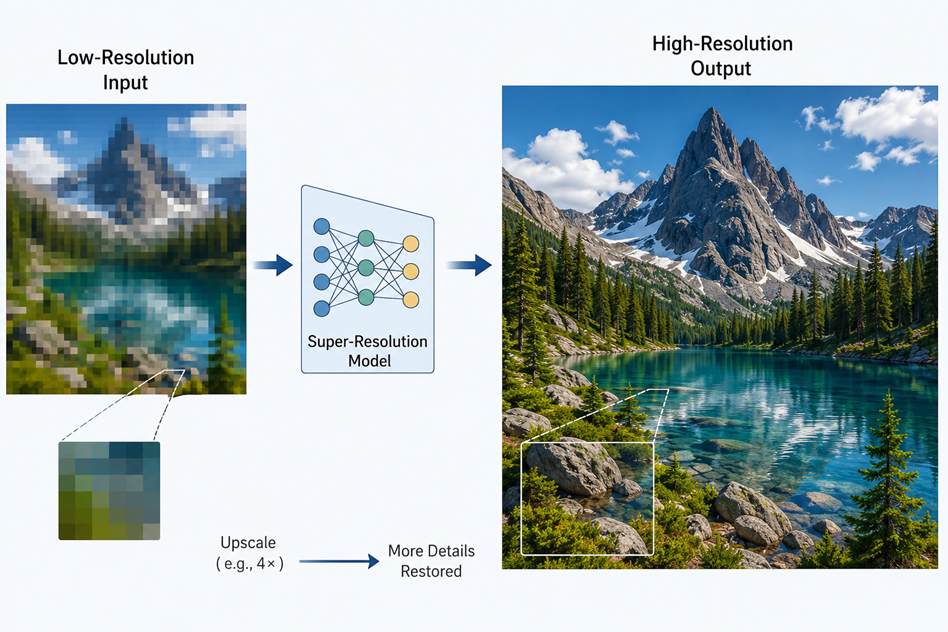 Low-Resolution
Input
High-Resolution
Output
Super-Resolution
Model
Upscale
( e.g., 4× )
More Details
Restored